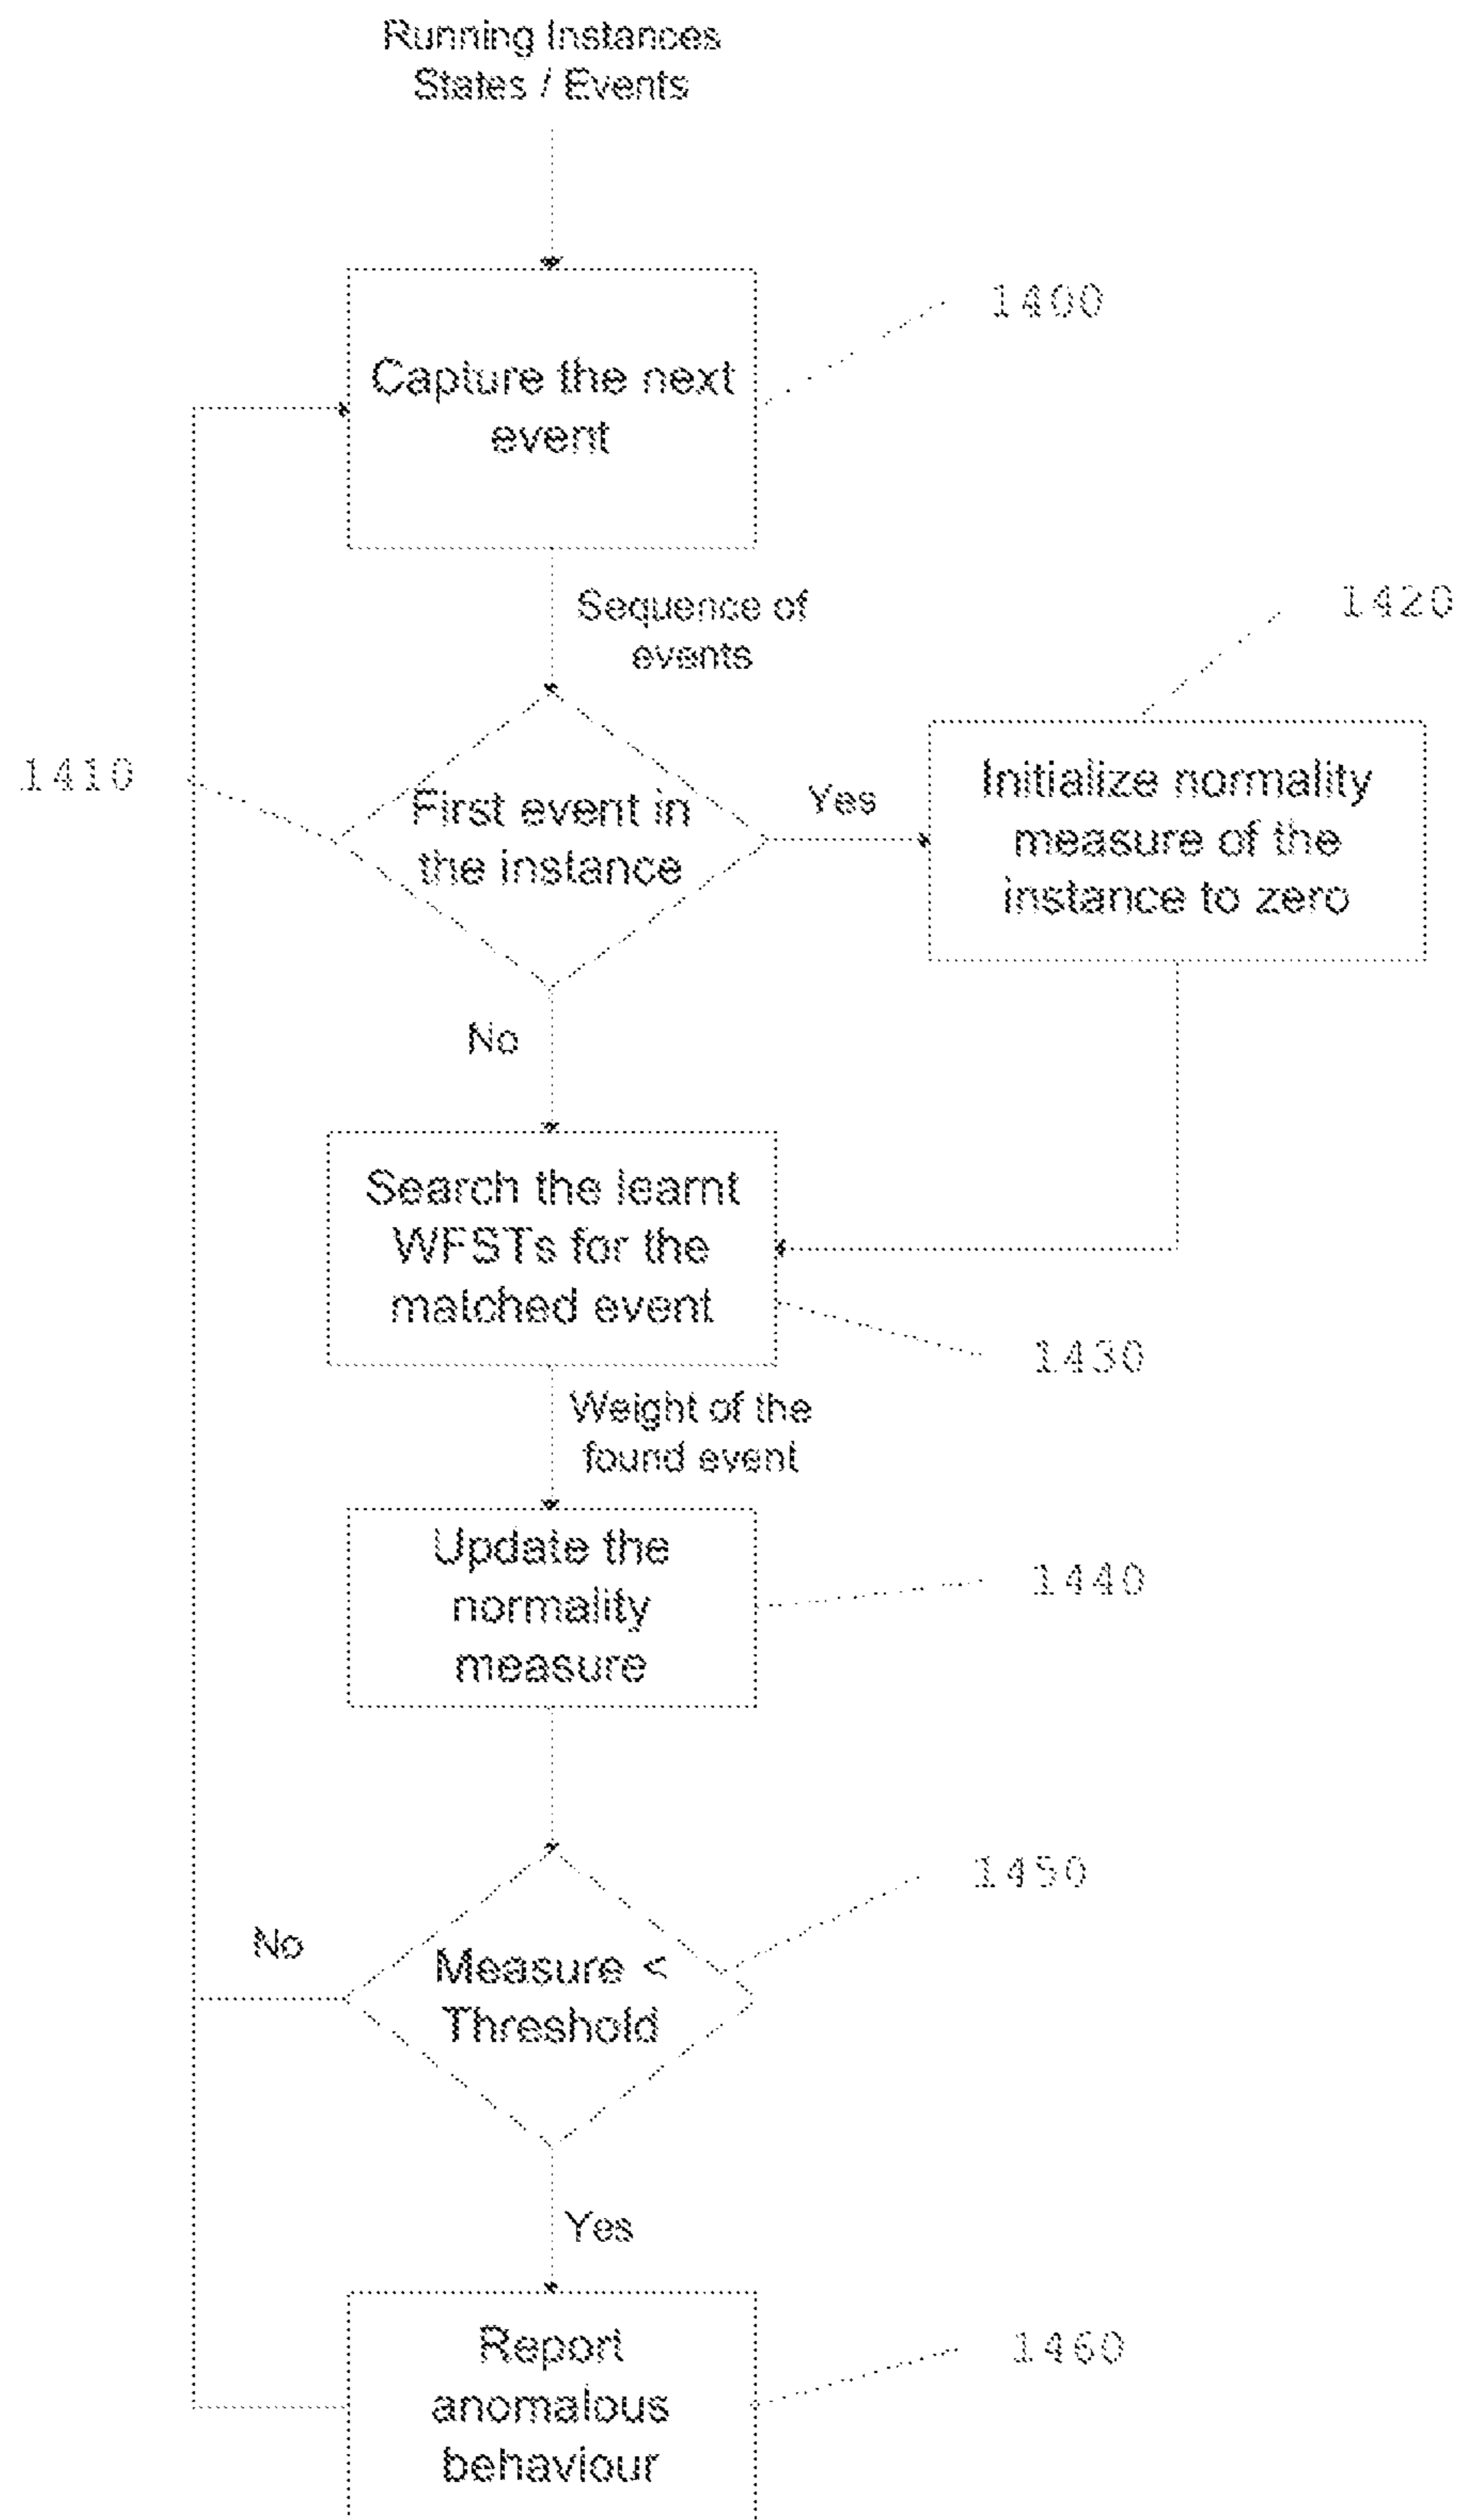 Running Instances
States / Events
Capture the next
event
1400
Sequence of
events
1420
1410
First event in
the instance
Yes
Initialize normality
measure of the
instance to zero
No
Search the learnt
WFSTs for the
matched event
1430
Weight of the
found event
Update the
normality
measure
1440
1450
No
Measure <
Threshold
Yes
Report
anomalous
behaviour
1460